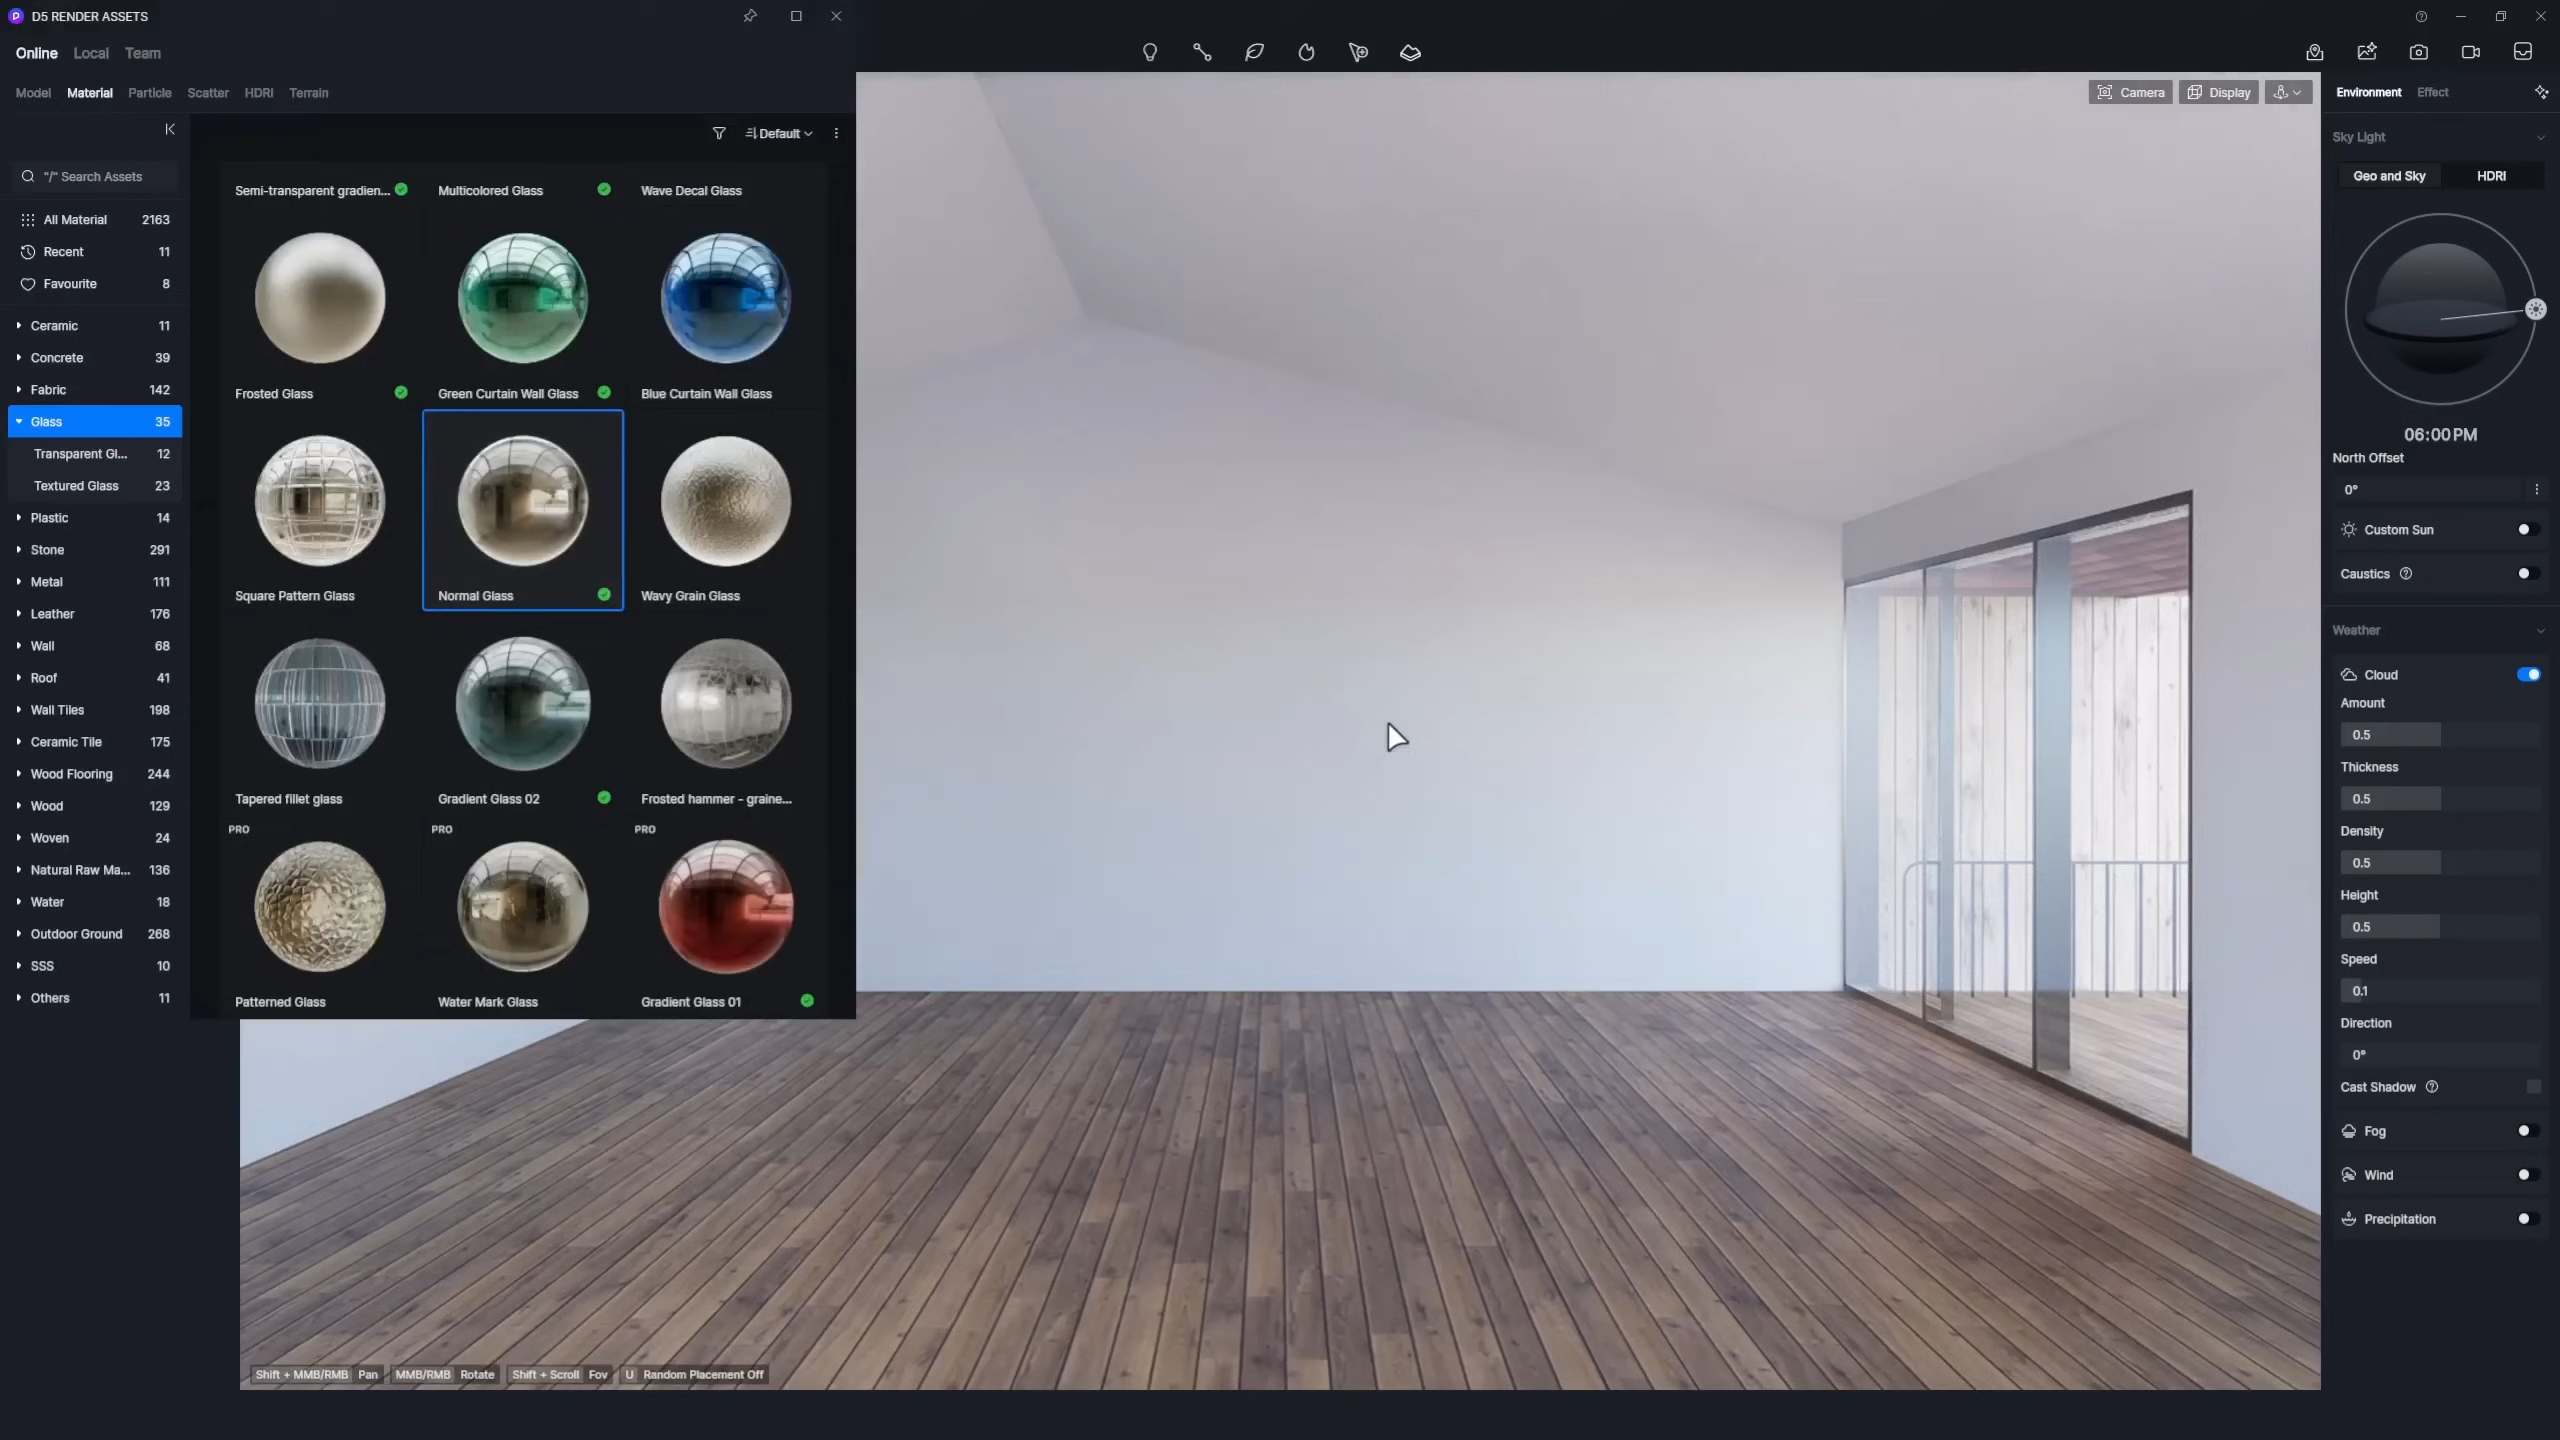 D5 RENDER ASSETS
Online Local Team
Model Material Particle Scatter HDRI Terrain
Default
"/" Search Assets
All Material 2163
Recent 11
Favourite 8
Ceramic 11
Concrete 39
Fabric 142
Glass 35
Transparent Gl... 12
Textured Glass 23
Plastic 14
Stone 291
Metal 111
Leather 176
Wall 68
Roof 41
Wall Tiles 198
Ceramic Tile 175
Wood Flooring 244
Wood 129
Woven 24
Natural Raw Ma... 136
Water 18
Outdoor Ground 268
SSS 10
Others 11
Semi-transparent gradien... Multicolored Glass Wave Decal Glass
Frosted Glass Green Curtain Wall Glass Blue Curtain Wall Glass
Square Pattern Glass Normal Glass Wavy Grain Glass
Tapered fillet glass Gradient Glass 02 Frosted hammer - graine...
PRO PRO PRO
Patterned Glass Water Mark Glass Gradient Glass 01
Camera Display
Shift + MMB/RMB Pan MMB/RMB Rotate Shift + Scroll Fov U Random Placement Off
Environment Effect
Sky Light
Geo and Sky HDRI
06:00 PM
North Offset
0°
Custom Sun
Caustics
Weather
Cloud
Amount
0.5
Thickness
0.5
Density
0.5
Height
0.5
Speed
0.1
Direction
0°
Cast Shadow
Fog
Wind
Precipitation